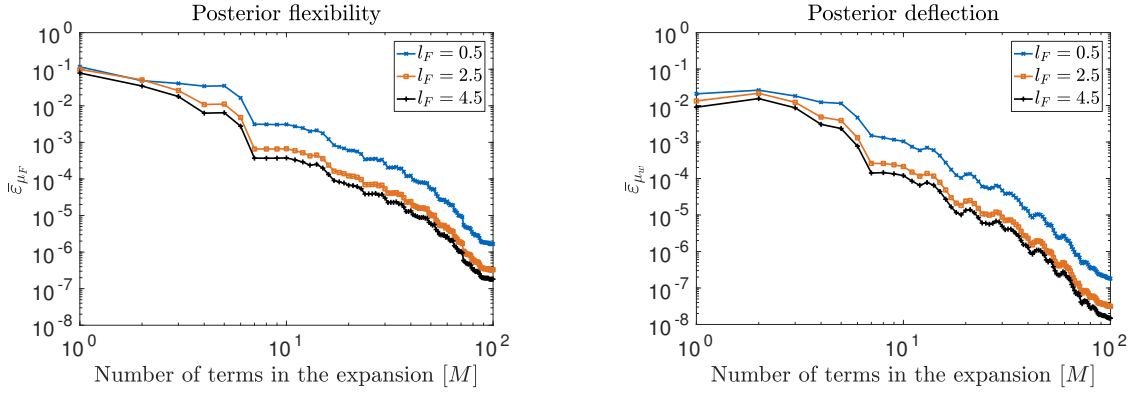 Posterior flexibility
10^0
10^-1
10^-2
10^-3
10^-4
10^-5
10^-6
10^-7
10^-8
ε̄_{μ_F}
l_F = 0.5
l_F = 2.5
l_F = 4.5
10^0
10^1
10^2
Number of terms in the expansion [M]
Posterior deflection
10^0
10^-1
10^-2
10^-3
10^-4
10^-5
10^-6
10^-7
10^-8
ε̄_{μ_w}
l_F = 0.5
l_F = 2.5
l_F = 4.5
10^0
10^1
10^2
Number of terms in the expansion [M]